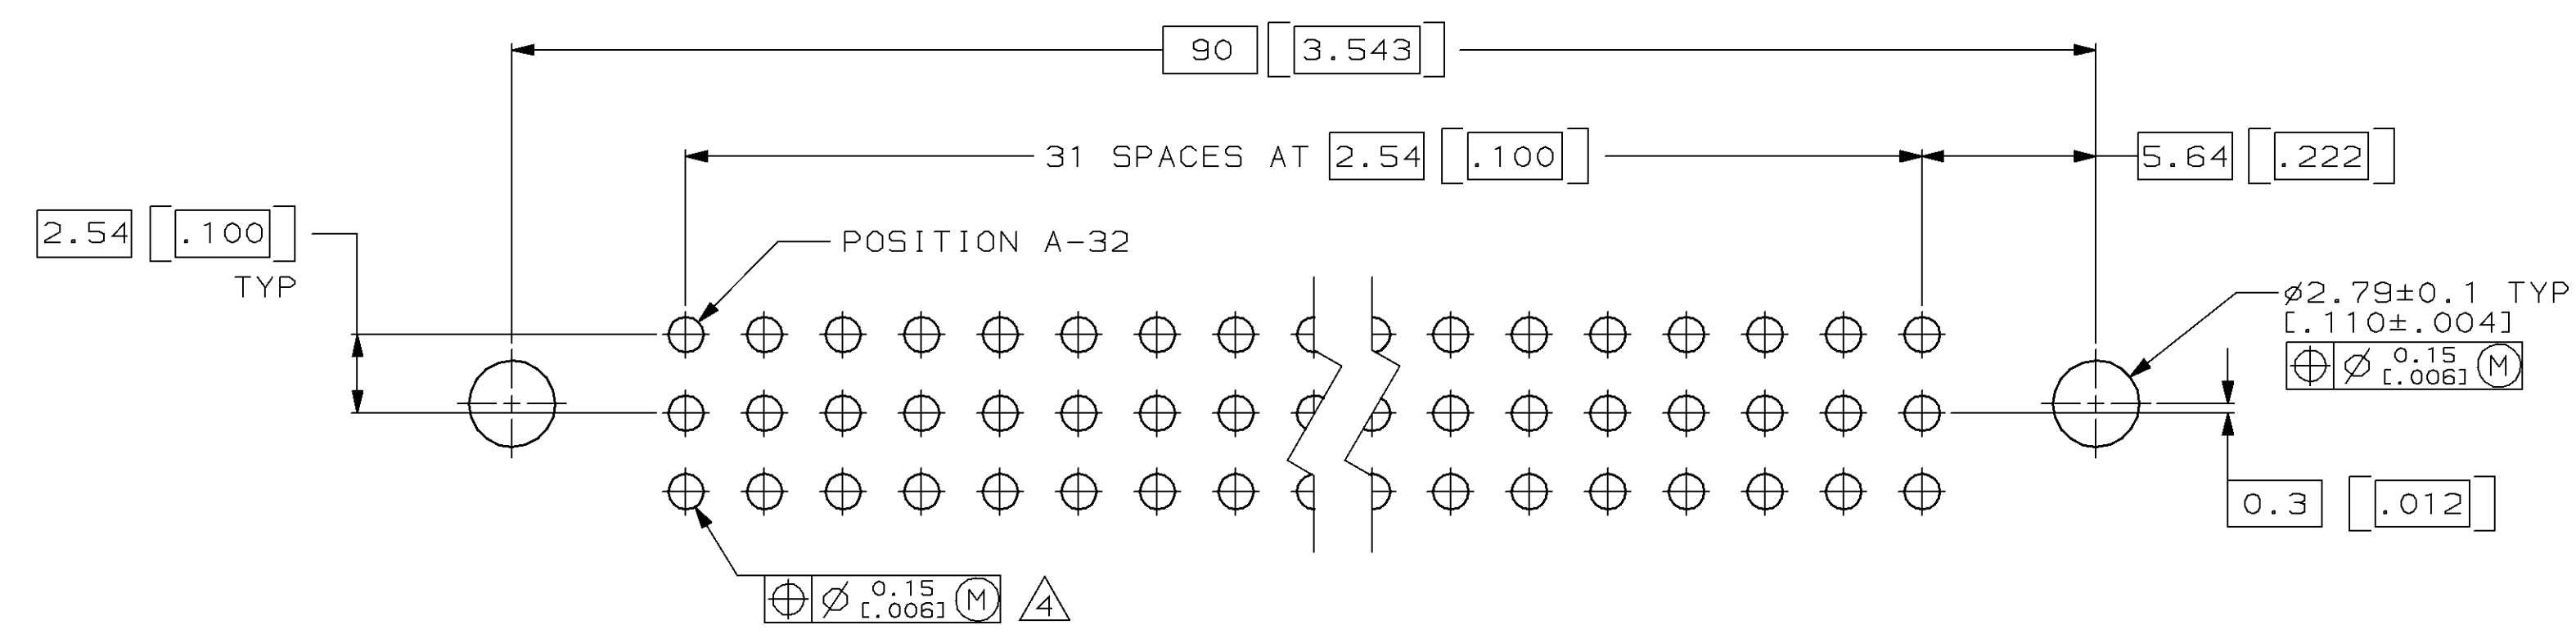 90 [3.543]
31 SPACES AT 2.54 [.100]
5.64 [.222]
2.54 [.100]
TYP
POSITION A-32
⌀2.79±0.1 TYP
[.110±.004]
⌖ ⌀ 0.15 Ⓜ
[.006]
0.3 [.012]
⌖ ⌀ 0.15 Ⓜ 4
[.006]